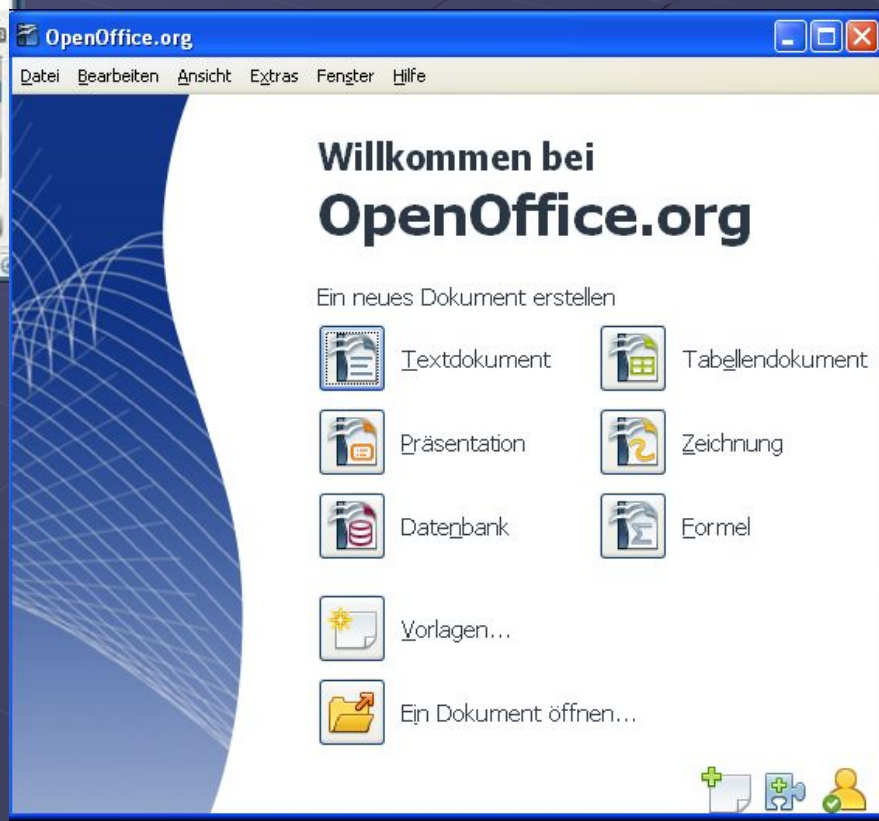 OpenOffice.org
Datei Bearbeiten Ansicht Extras Fenster Hilfe
Willkommen bei
OpenOffice.org
Ein neues Dokument erstellen
Textdokument Tabellendokument
Präsentation Zeichnung
Datenbank Formel
Vorlagen...
Ein Dokument öffnen...